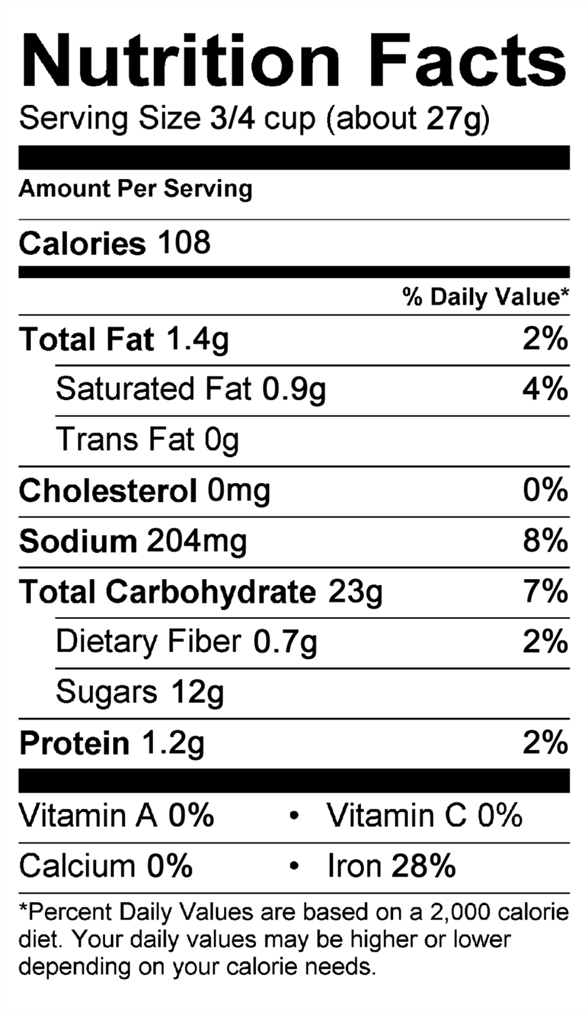 Nutrition Facts
Serving Size 3/4 cup (about 27g)
Amount Per Serving
Calories 108
% Daily Value*
Total Fat 1.4g 2%
Saturated Fat 0.9g 4%
Trans Fat 0g
Cholesterol 0mg 0%
Sodium 204mg 8%
Total Carbohydrate 23g 7%
Dietary Fiber 0.7g 2%
Sugars 12g
Protein 1.2g 2%
Vitamin A 0% • Vitamin C 0%
Calcium 0% • Iron 28%
*Percent Daily Values are based on a 2,000 calorie
diet. Your daily values may be higher or lower
depending on your calorie needs.